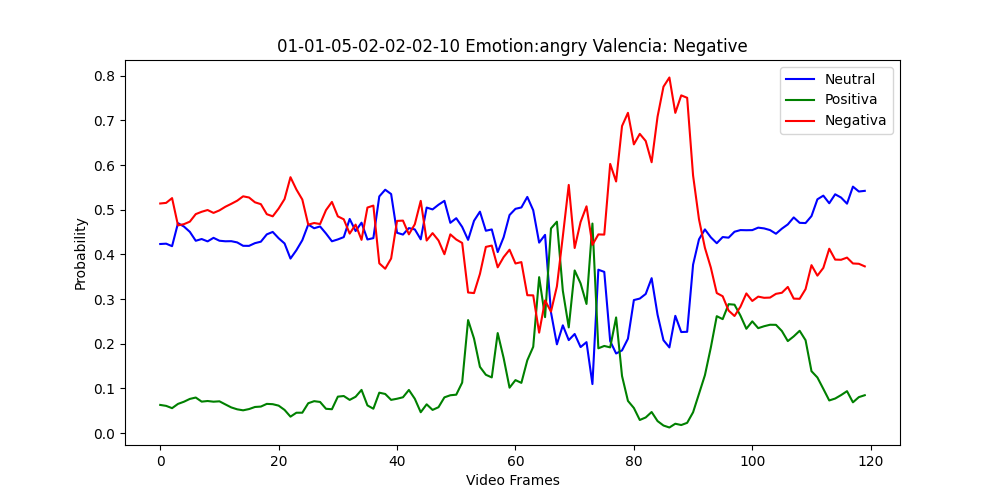 01-01-05-02-02-02-10 Emotion:angry Valencia: Negative
Neutral
Positiva
Negativa
0.8
0.7
0.6
0.5
0.4
0.3
0.2
0.1
0.0
Probability
0 20 40 60 80 100 120
Video Frames